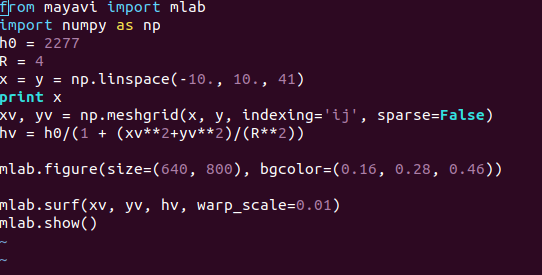 from mayavi import mlab
import numpy as np
h0 = 2277
R = 4
x = y = np.linspace(-10., 10., 41)
print x
xv, yv = np.meshgrid(x, y, indexing='ij', sparse=False)
hv = h0/(1 + (xv**2+yv**2)/(R**2))
mlab.figure(size=(640, 800), bgcolor=(0.16, 0.28, 0.46))
mlab.surf(xv, yv, hv, warp_scale=0.01)
mlab.show()
~
~